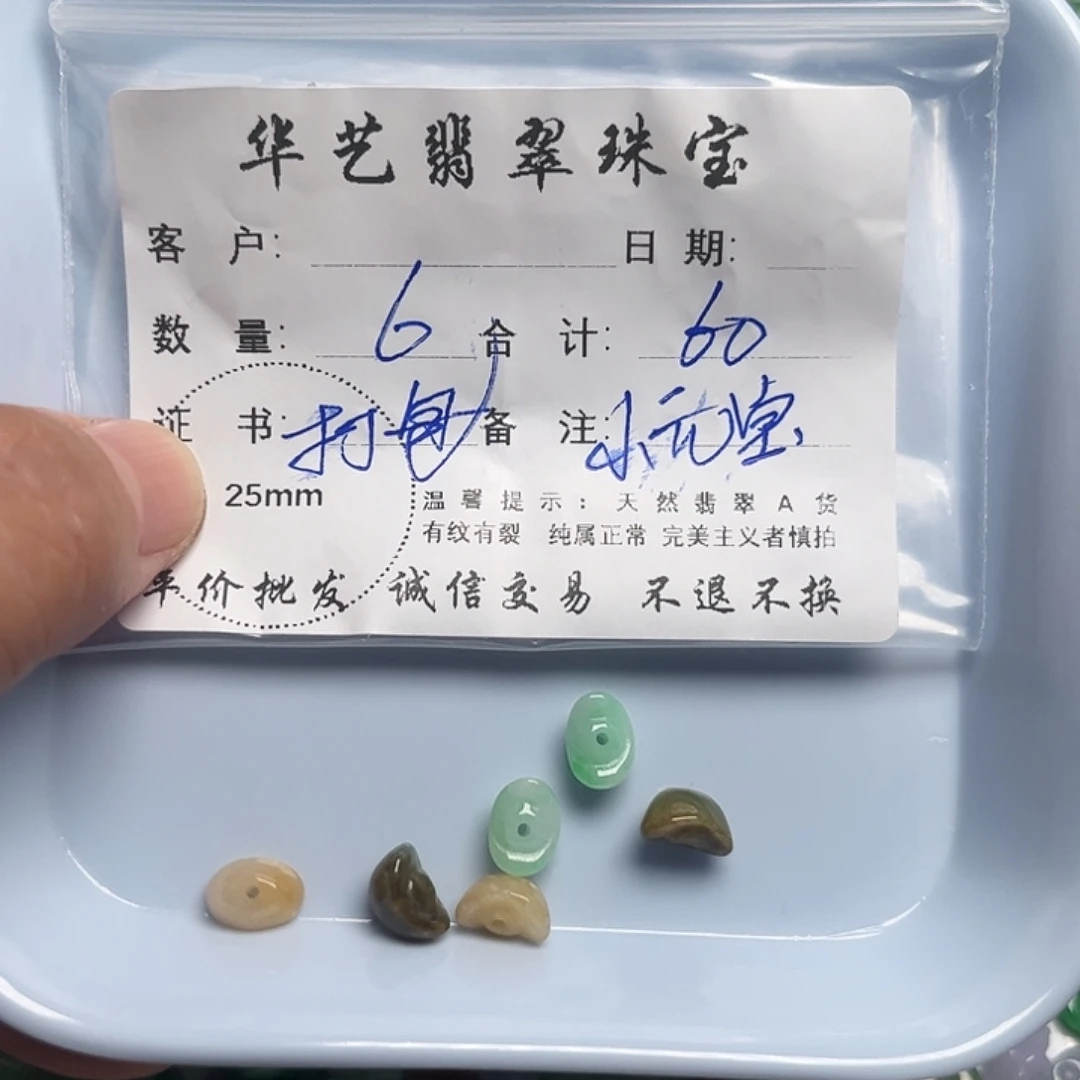 华艺翡翠珠宝
客 户: 日 期:
数 量: 6 合 计: 60
证 书: 打包 备 注: 小元宝
25mm
温馨提示: 天然翡翠A货
有纹有裂 纯属正常 完美主义者慎拍
平价批发 诚信交易 不退不换